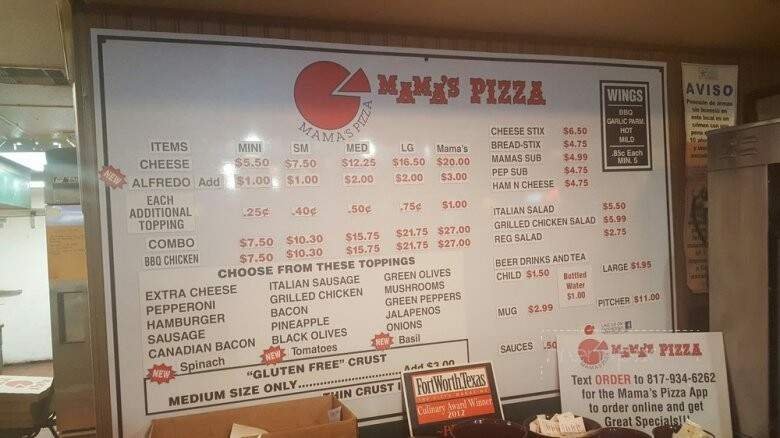 MAMA'S PIZZA
MAMA'S PIZZA
ITEMS MINI SM MED LG Mama's
CHEESE $5.50 $7.50 $12.25 $16.50 $20.00
NEW ALFREDO Add $1.00 $1.00 $2.00 $2.00 $3.00
EACH
ADDITIONAL
TOPPING
.25¢ .40¢ .50¢ .75¢ $1.00
COMBO $7.50 $10.30 $15.75 $21.75 $27.00
BBQ CHICKEN $7.50 $10.30 $15.75 $21.75 $27.00
CHOOSE FROM THESE TOPPINGS
EXTRA CHEESE
PEPPERONI
HAMBURGER
SAUSAGE
CANADIAN BACON
NEW Spinach
ITALIAN SAUSAGE
GRILLED CHICKEN
BACON
PINEAPPLE
BLACK OLIVES
NEW Tomatoes
GREEN OLIVES
MUSHROOMS
GREEN PEPPERS
JALAPENOS
ONIONS
NEW Basil
"GLUTEN FREE" CRUST
MEDIUM SIZE ONLY Add $3.00
THIN CRUST
CHEESE STIX $6.50
BREAD-STIX $4.75
MAMAS SUB $4.99
PEP SUB $4.75
HAM N CHEESE $4.75
ITALIAN SALAD $5.50
GRILLED CHICKEN SALAD $5.99
REG SALAD $2.75
BEER DRINKS AND TEA
CHILD $1.50
Bottled
Water
$1.00
LARGE $1.95
MUG $2.99
PITCHER $11.00
SAUCES .50
WINGS
BBQ
GARLIC PARM.
HOT
MILD
.85c Each
MIN. 5
AVISO
Fort Worth, Texas
Culinary Award Winner
2012
MAMA'S PIZZA
Text ORDER to 817-934-6262
for the Mama's Pizza App
to order online and get
Great Specials!!